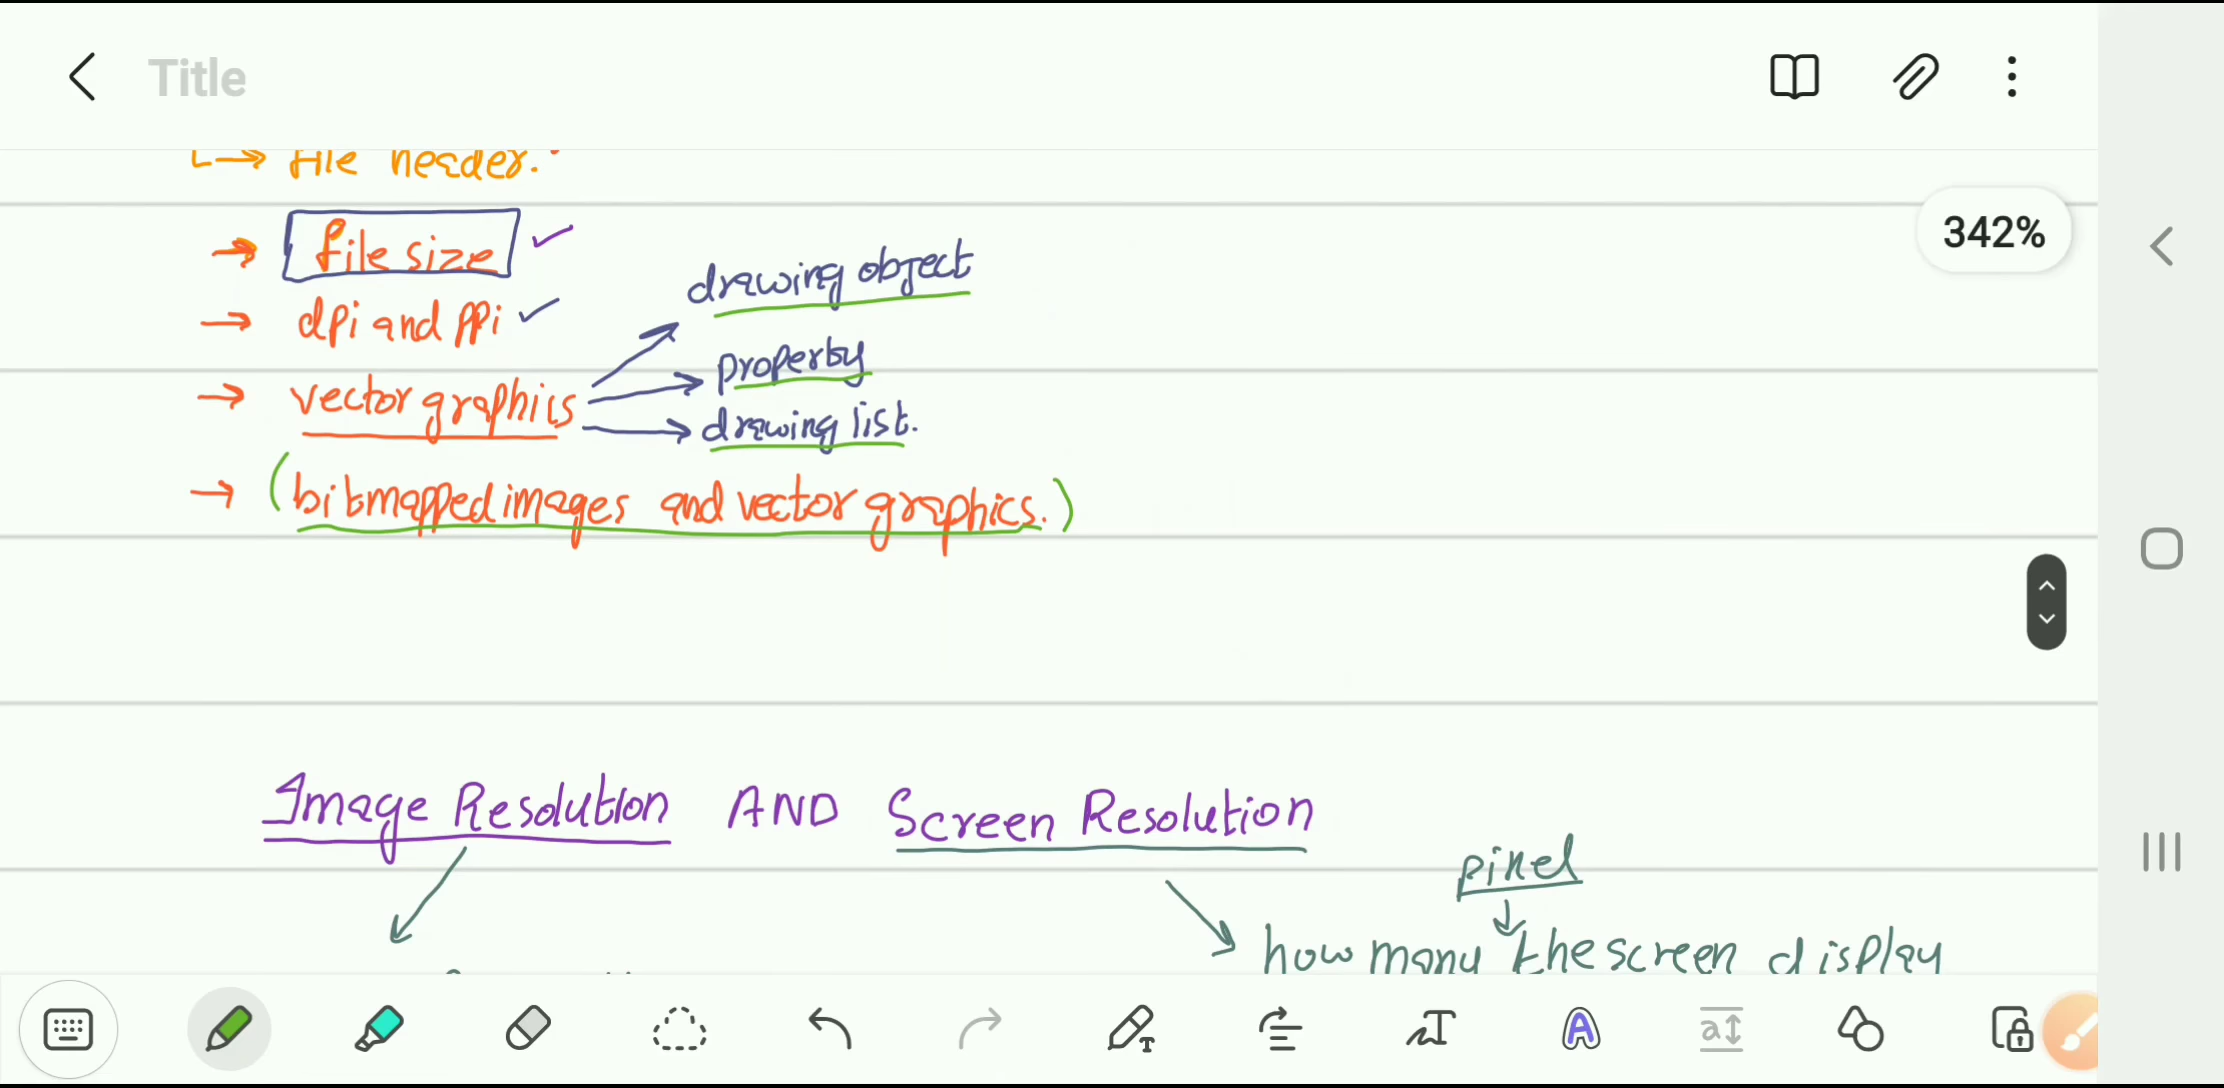 Title
→ file header.
342%
→ file size ✓
drawing object
→ dpi and ppi ✓
property
→ vector graphics
drawing list.
→ (bitmapped images and vector graphics.)
Image Resolution AND Screen Resolution
pixel
how many the screen display